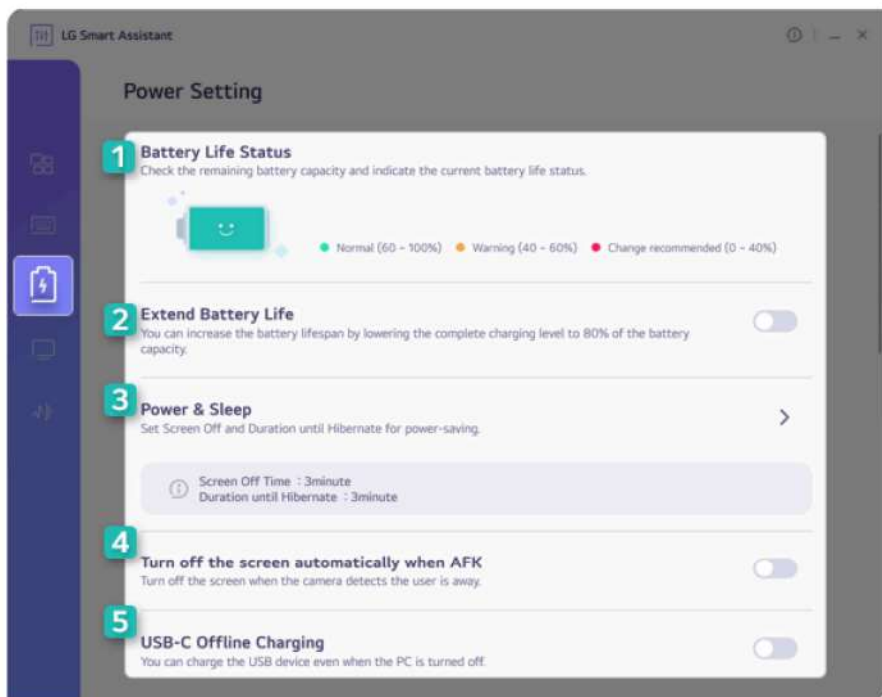 LG Smart Assistant
Power Setting
1
Battery Life Status
Check the remaining battery capacity and indicate the current battery life status.
Normal (60 - 100%) Warning (40 - 60%) Change recommended (0 - 40%)
2
Extend Battery Life
You can increase the battery lifespan by lowering the complete charging level to 80% of the battery
capacity.
3
Power & Sleep
Set Screen Off and Duration until Hibernate for power-saving.
Screen Off Time : 3minute
Duration until Hibernate : 3minute
4
Turn off the screen automatically when AFK
Turn off the screen when the camera detects the user is away.
5
USB-C Offline Charging
You can charge the USB device even when the PC is turned off.